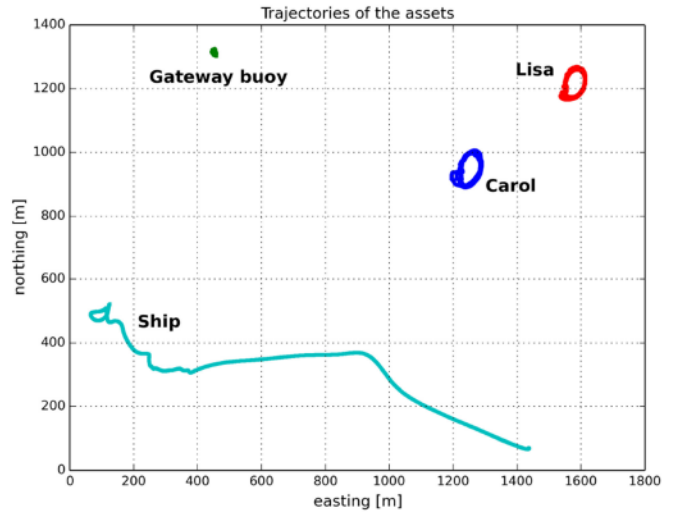 Trajectories of the assets
1400
1200
1000
800
600
400
200
0
northing [m]
Gateway buoy
Lisa
Carol
Ship
0 200 400 600 800 1000 1200 1400 1600 1800
easting [m]